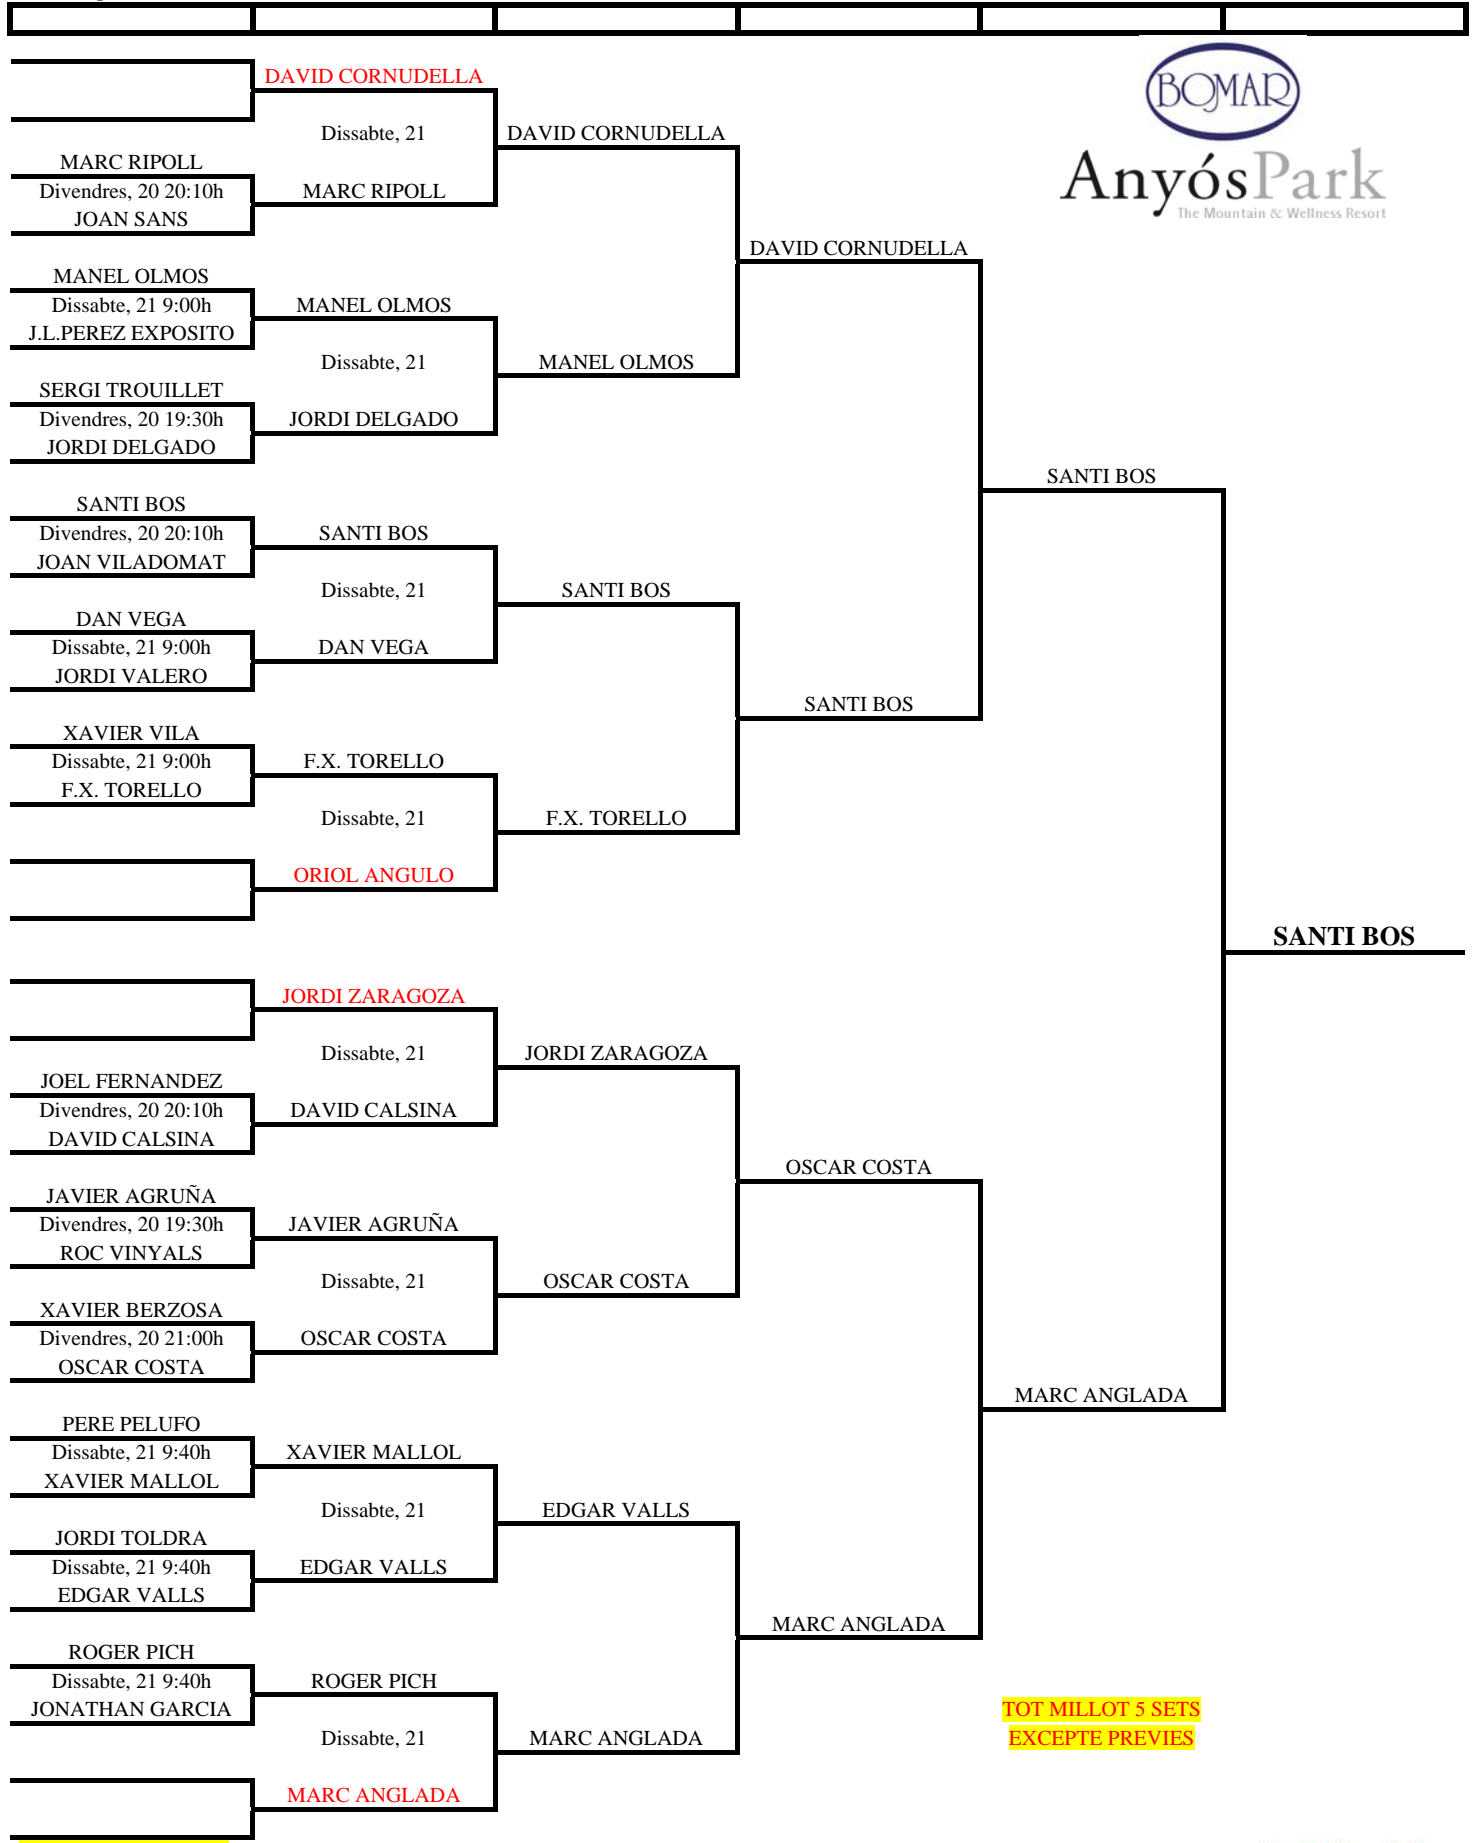 BOMAR
AnyósPark
The Mountain & Wellness Resort
DAVID CORNUDELLA
Dissabte, 21
DAVID CORNUDELLA
MARC RIPOLL
Divendres, 20 20:10h
MARC RIPOLL
JOAN SANS
DAVID CORNUDELLA
MANEL OLMOS
Dissabte, 21 9:00h
MANEL OLMOS
J.L.PEREZ EXPOSITO
Dissabte, 21
MANEL OLMOS
SERGI TROUILLET
Divendres, 20 19:30h
JORDI DELGADO
JORDI DELGADO
SANTI BOS
SANTI BOS
Divendres, 20 20:10h
SANTI BOS
JOAN VILADOMAT
Dissabte, 21
SANTI BOS
DAN VEGA
Dissabte, 21 9:00h
DAN VEGA
JORDI VALERO
SANTI BOS
XAVIER VILA
Dissabte, 21 9:00h
F.X. TORELLO
F.X. TORELLO
Dissabte, 21
F.X. TORELLO
ORIOL ANGULO
SANTI BOS
JORDI ZARAGOZA
Dissabte, 21
JORDI ZARAGOZA
JOEL FERNANDEZ
Divendres, 20 20:10h
DAVID CALSINA
DAVID CALSINA
OSCAR COSTA
JAVIER AGRUÑA
Divendres, 20 19:30h
JAVIER AGRUÑA
ROC VINYALS
Dissabte, 21
OSCAR COSTA
XAVIER BERZOSA
Divendres, 20 21:00h
OSCAR COSTA
OSCAR COSTA
MARC ANGLADA
PERE PELUFO
Dissabte, 21 9:40h
XAVIER MALLOL
XAVIER MALLOL
Dissabte, 21
EDGAR VALLS
JORDI TOLDRA
Dissabte, 21 9:40h
EDGAR VALLS
EDGAR VALLS
MARC ANGLADA
ROGER PICH
Dissabte, 21 9:40h
ROGER PICH
JONATHAN GARCIA
TOT MILLOT 5 SETS
Dissabte, 21
MARC ANGLADA
EXCEPTE PREVIES
MARC ANGLADA